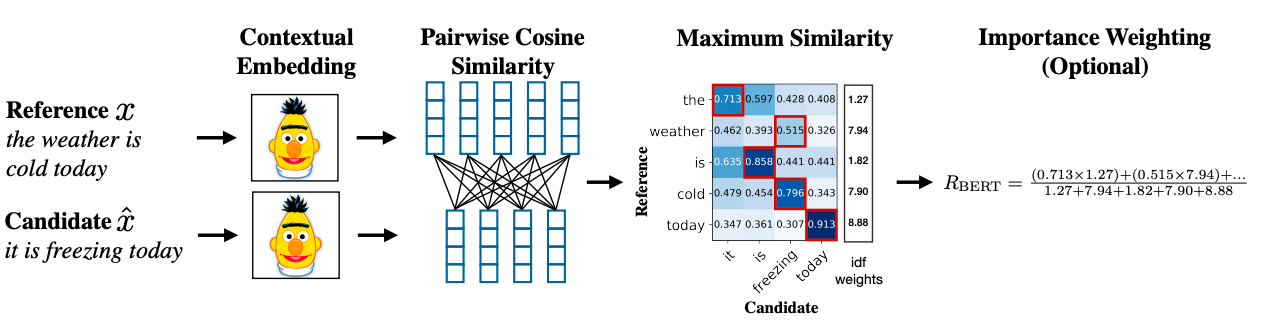 Contextual
Embedding
Pairwise Cosine
Similarity
Maximum Similarity
Importance Weighting
(Optional)
Reference x
the weather is
cold today
Candidate x̂
it is freezing today
Reference
the 0.713 0.597 0.428 0.408 1.27
weather 0.462 0.393 0.515 0.326 7.94
is 0.635 0.858 0.441 0.441 1.82
cold 0.479 0.454 0.796 0.343 7.90
today 0.347 0.361 0.307 0.913 8.88
it is freezing today
idf
weights
Candidate
R_BERT = (0.713×1.27)+(0.515×7.94)+... / 1.27+7.94+1.82+7.90+8.88